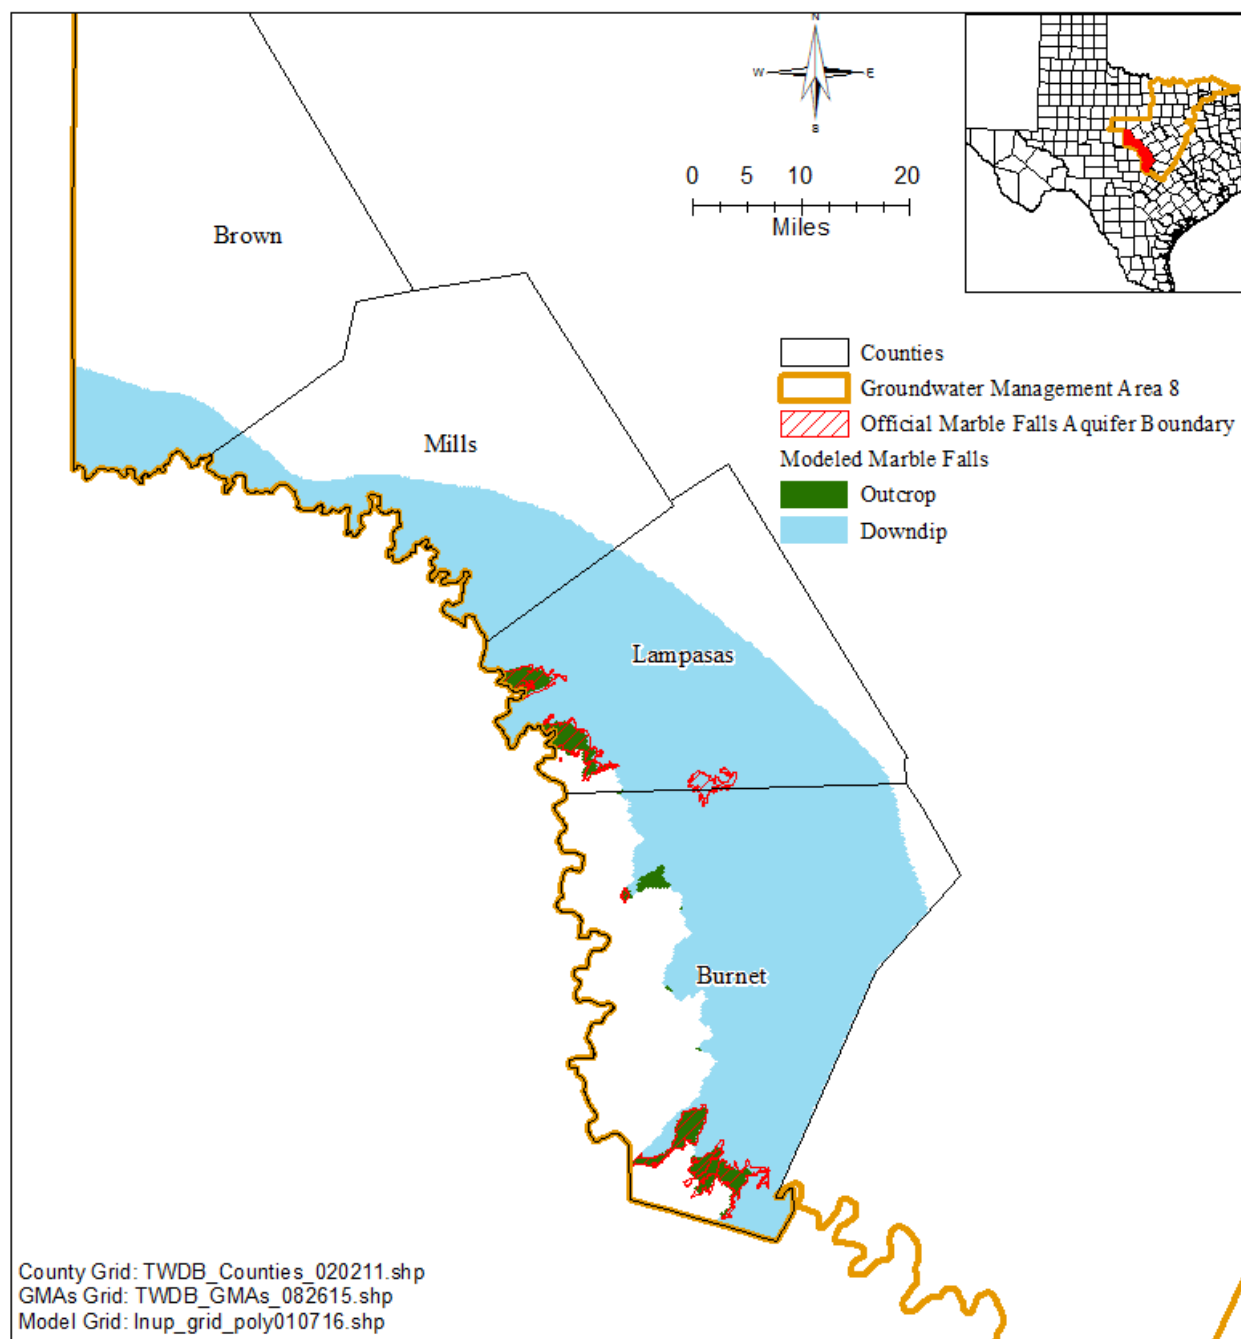 N
W E
S
0 5 10 20
Miles
Brown
Counties
Groundwater Management Area 8
Official Marble Falls Aquifer Boundary
Mills
Modeled Marble Falls
Outcrop
Downdip
Lampasas
Burnet
County Grid: TWDB_Counties_020211.shp
GMAs Grid: TWDB_GMAs_082615.shp
Model Grid: lnup_grid_poly010716.shp